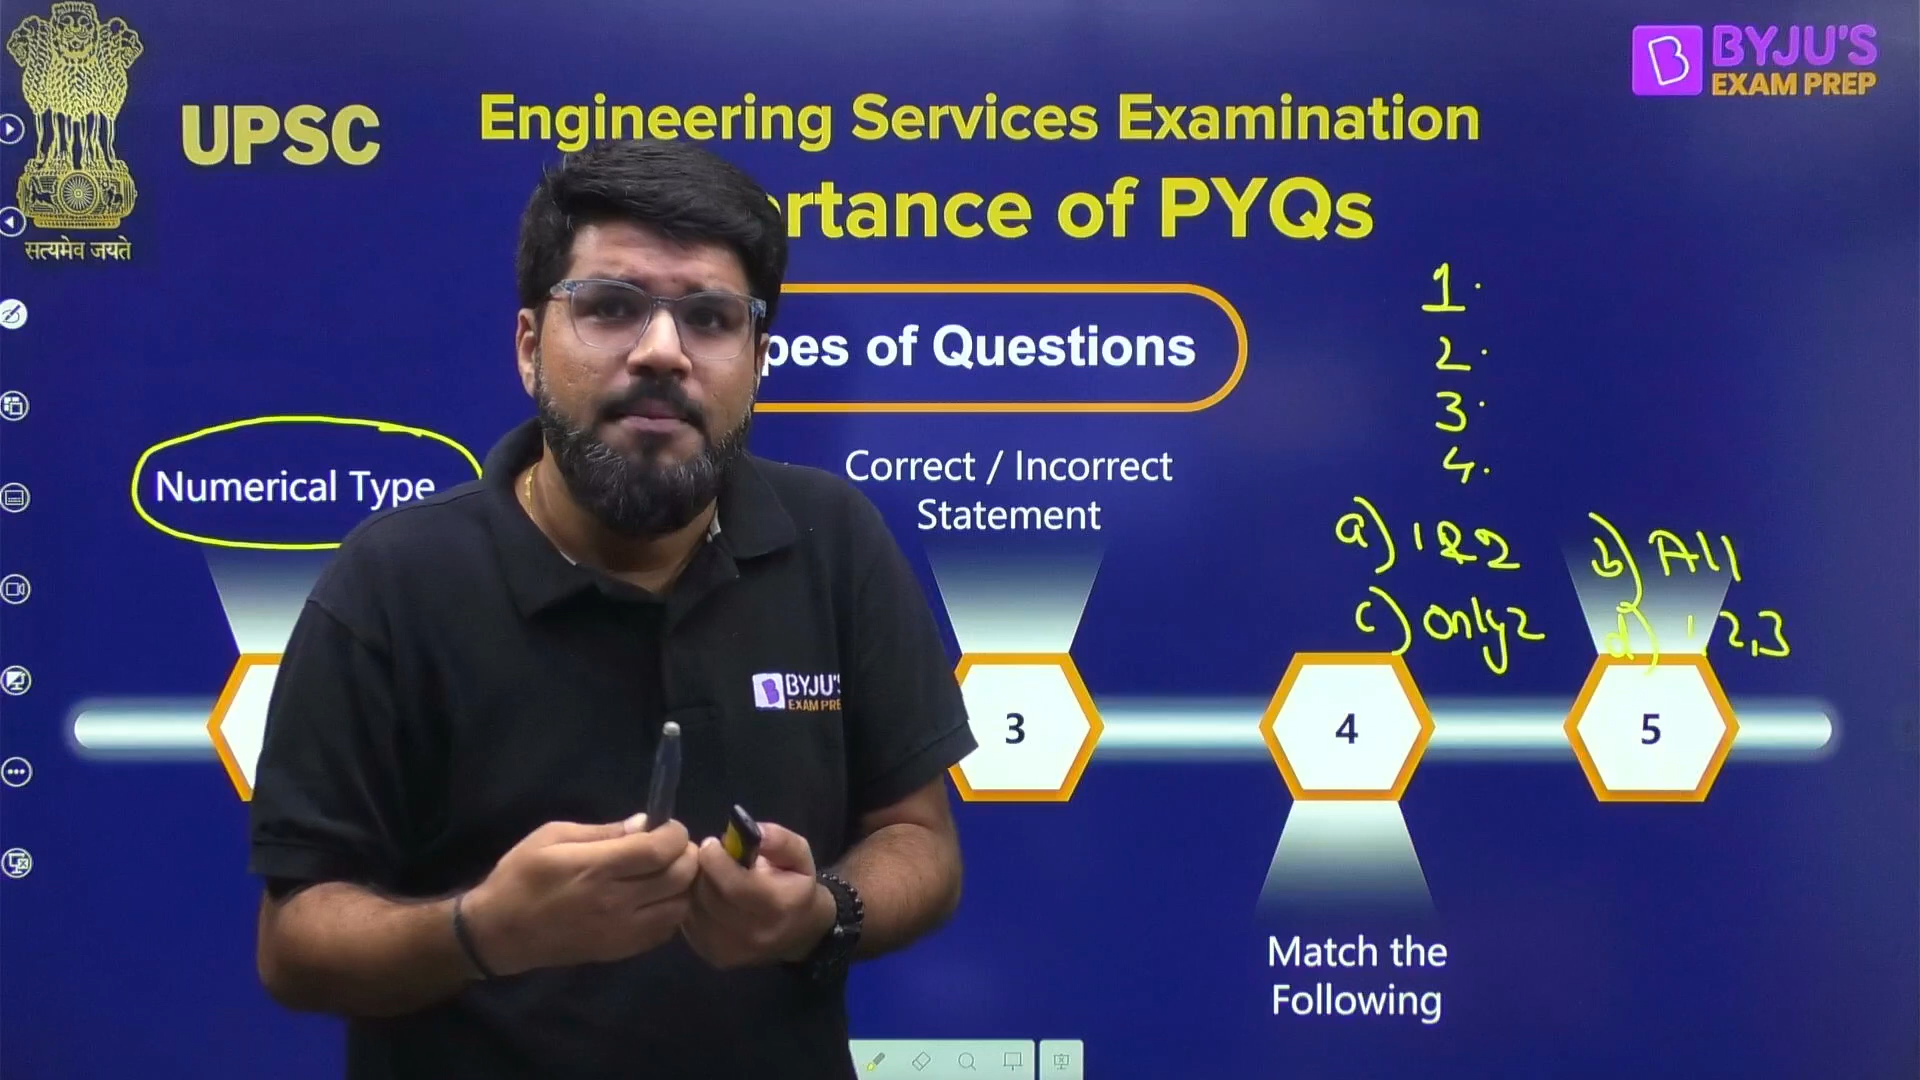 सत्यमेव जयते
UPSC
Engineering Services Examination
BYJU'S
EXAM PREP
ortance of PYQs
pes of Questions
1.
2.
3.
4.
Numerical Type
Correct / Incorrect
Statement
a) 1&2
b) All
c) only 2
d) 1,2,3
BYJU'S
EXAM PRE
3
4
5
Match the
Following